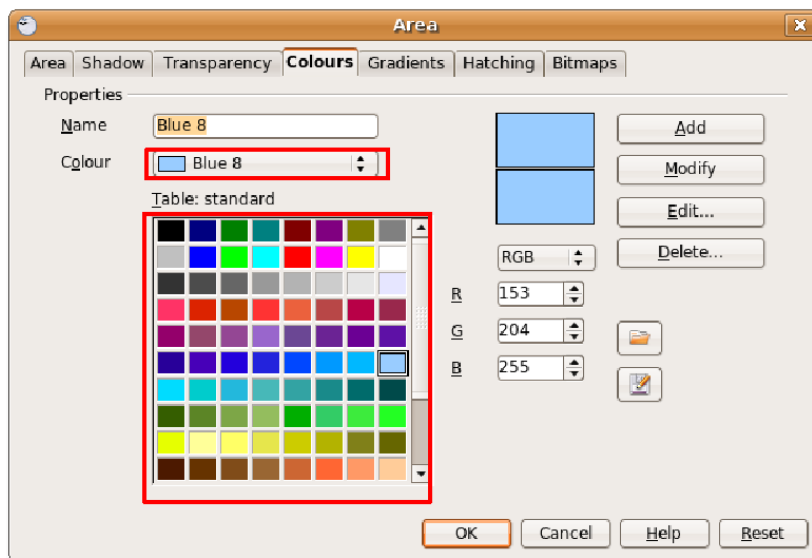 Area
Area Shadow Transparency Colours Gradients Hatching Bitmaps
Properties
Name Blue 8 Add
Colour Blue 8 Modify
Table: standard Edit...
RGB Delete...
R 153
G 204
B 255
OK Cancel Help Reset